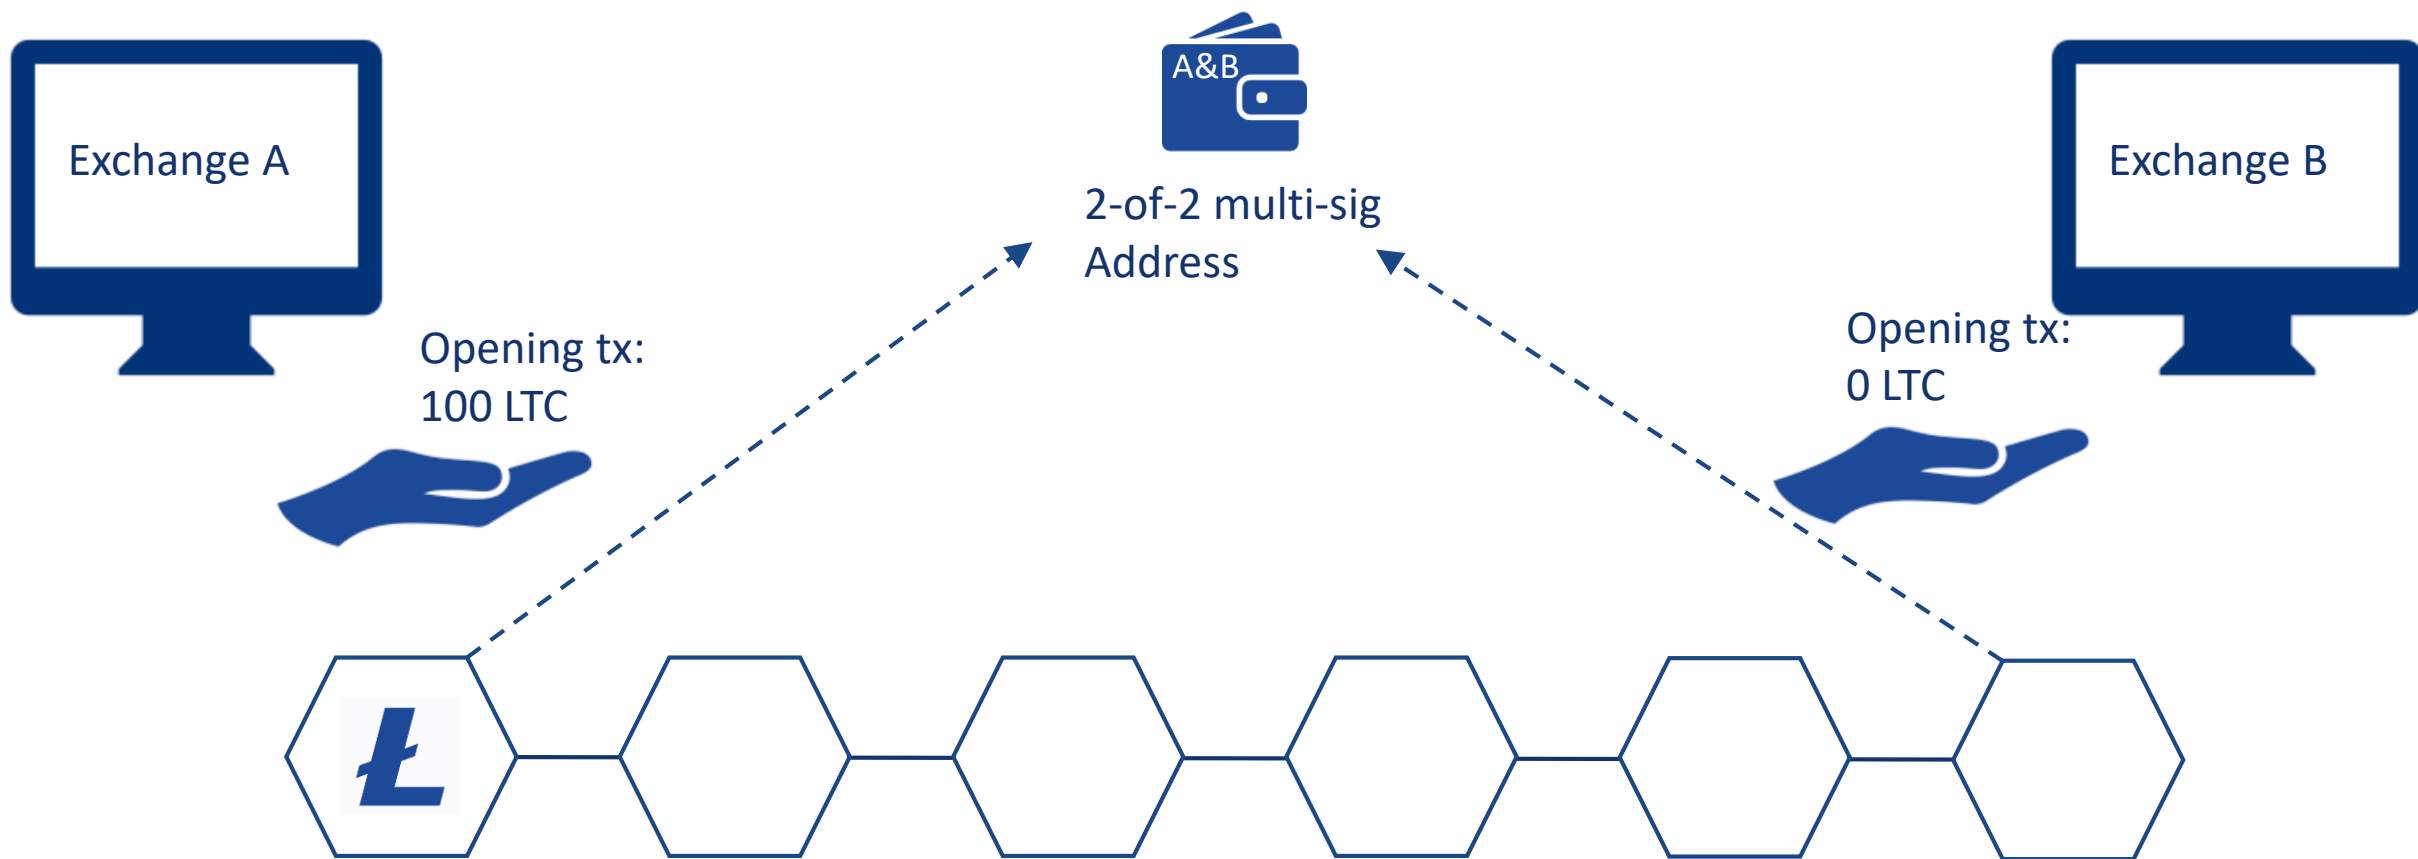 A&B
Exchange A
Exchange B
2-of-2 multi-sig
Address
Opening tx:
100 LTC
Opening tx:
0 LTC